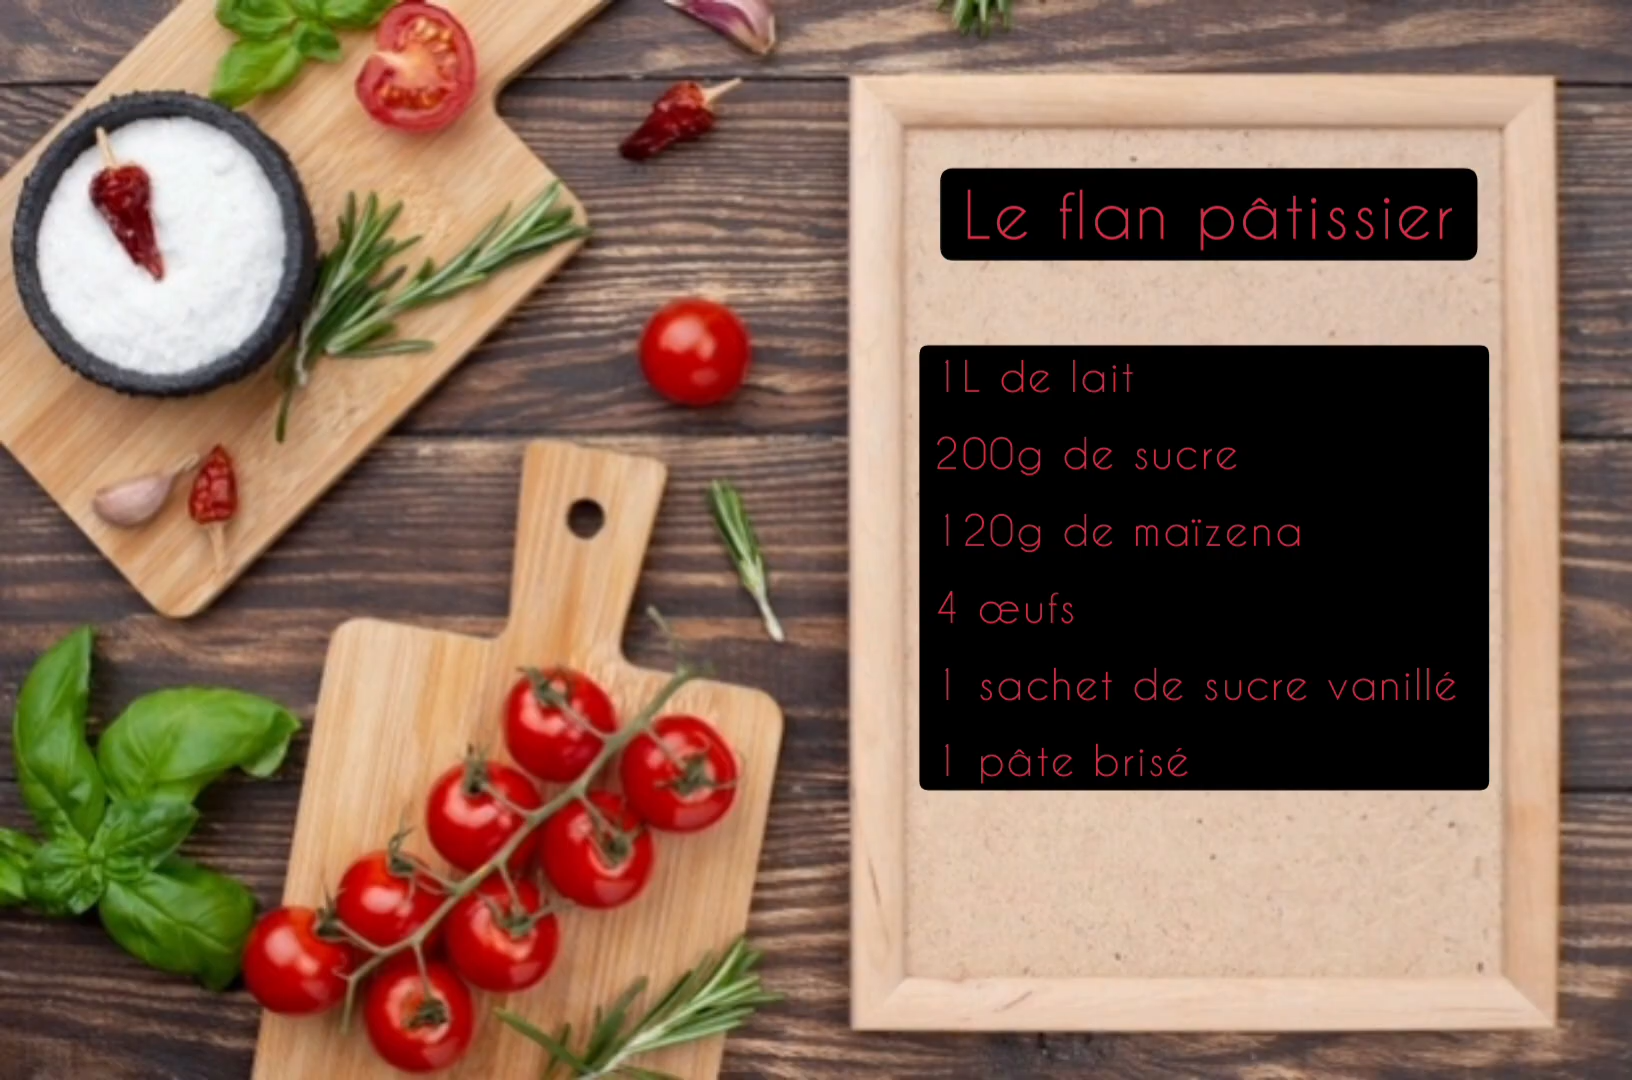 Le flan pâtissier
1L de lait
200g de sucre
120g de maïzena
4 œufs
1 sachet de sucre vanillé
1 pâte brisé